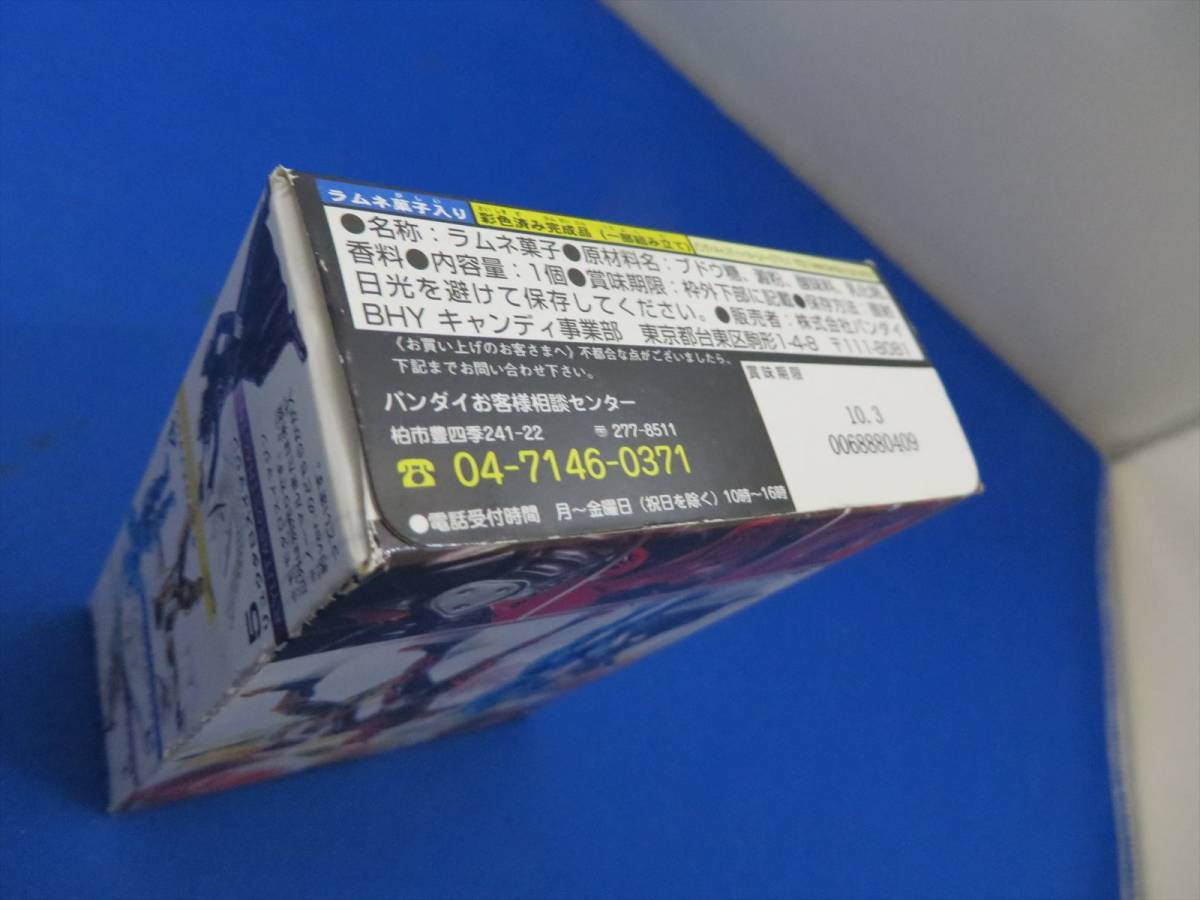 ラムネ菓子入り
彩色済み完成品(一部組み立て)
●名称:ラムネ菓子●原材料名:ブドウ糖、澱粉、酸味料、乳化剤、
香料●内容量:1個●賞味期限:枠外下部に記載●保存方法:直射
日光を避けて保存してください。●販売者:株式会社バンダイ
BHY キャンディ事業部 東京都台東区駒形1-4-8 〒111-8081
《お買い上げのお客さまへ》不都合な点がございましたら、
下記までお問い合わせ下さい。
バンダイお客様相談センター
柏市豊四季241-22 〒277-8511
☎ 04-7146-0371
●電話受付時間 月~金曜日(祝日を除く)10時~16時
賞味期限
10.3
0068880409